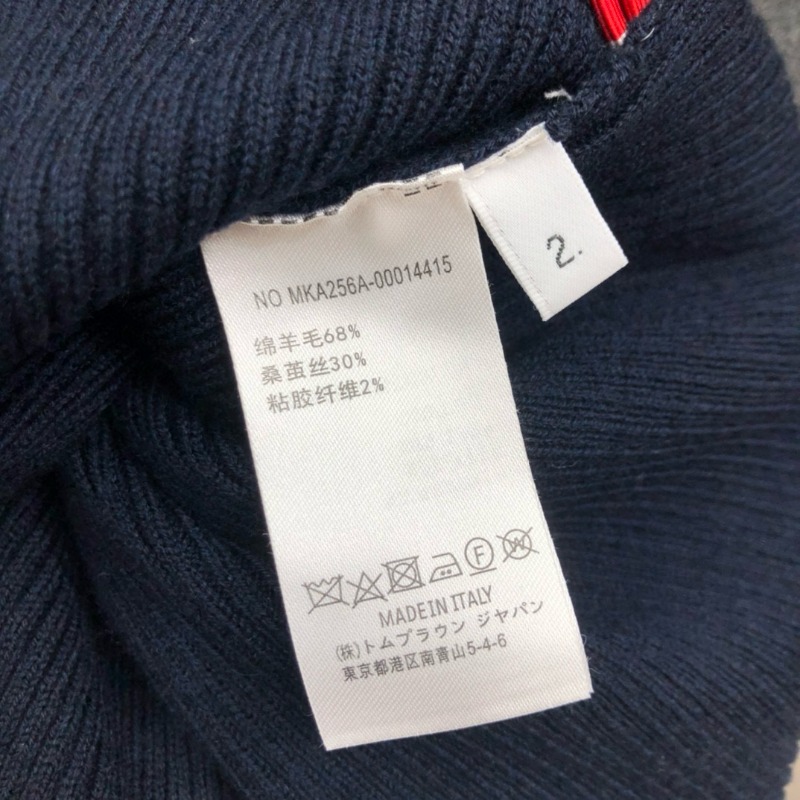 NO MKA256A-00014415
绵羊毛68%
桑茧丝30%
粘胶纤维2%
F
W
MADE IN ITALY
(株)トムブラウン ジャパン
東京都港区南青山5-4-6
2.